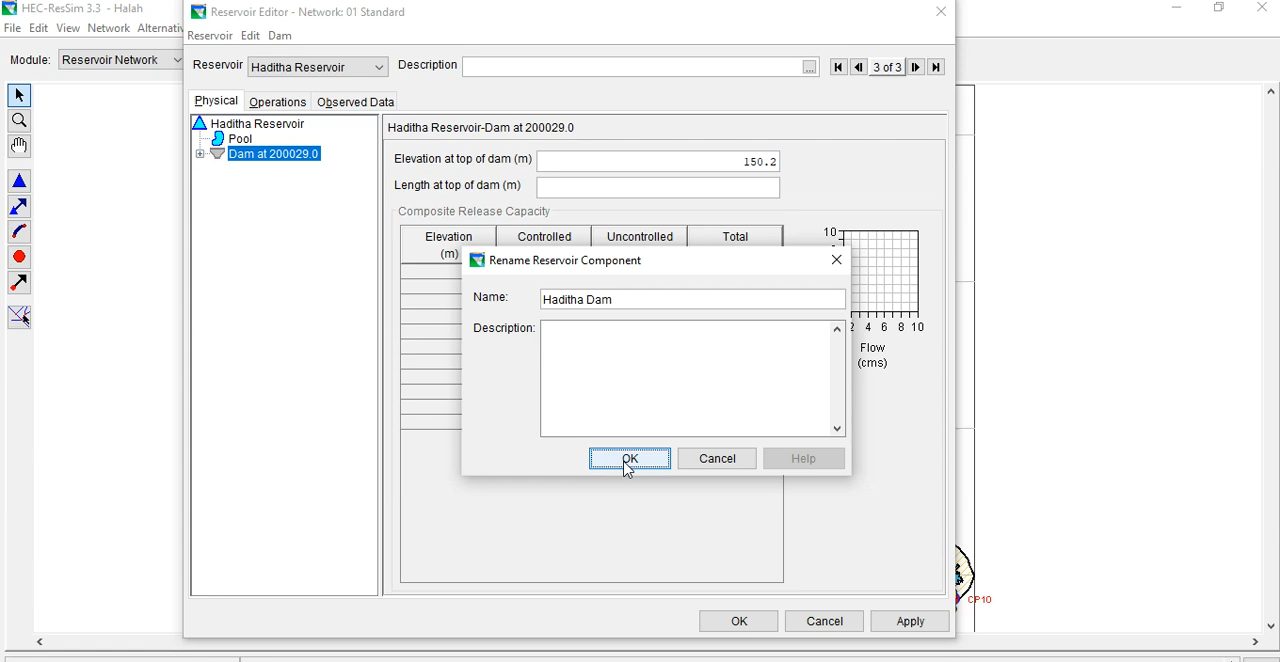 HEC-ResSim 3.3 - Halah
File Edit View Network Alternati
Module: Reservoir Network
Reservoir Editor - Network: 01 Standard
Reservoir Edit Dam
Reservoir Haditha Reservoir Description ... 3 of 3
Physical Operations Observed Data
Haditha Reservoir
Pool
Dam at 200029.0
Haditha Reservoir-Dam at 200029.0
Elevation at top of dam (m) 150.2
Length at top of dam (m)
Composite Release Capacity
Elevation (m) Controlled Uncontrolled Total
10
2 4 6 8 10
Flow
(cms)
Rename Reservoir Component
Name: Haditha Dam
Description:
OK Cancel Help
CP10
OK Cancel Apply